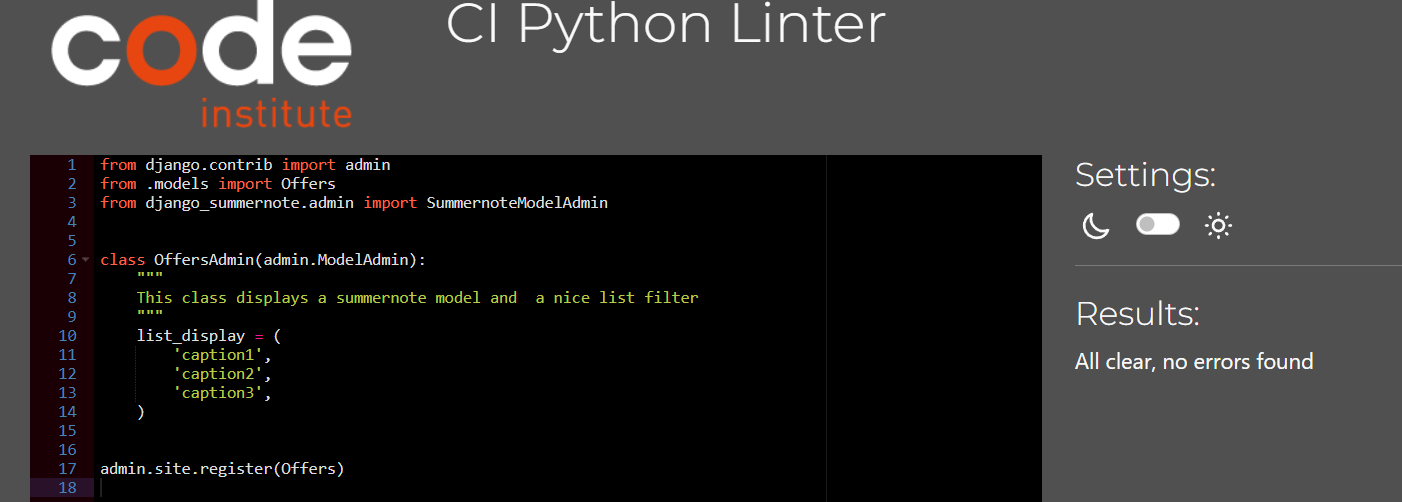 code
institute
CI Python Linter
1 from django.contrib import admin
2 from .models import Offers
3 from django_summernote.admin import SummernoteModelAdmin
4
5
6 class OffersAdmin(admin.ModelAdmin):
7     """
8     This class displays a summernote model and  a nice list filter
9     """
10     list_display = (
11         'caption1',
12         'caption2',
13         'caption3',
14     )
15
16
17 admin.site.register(Offers)
18
Settings:
Results:
All clear, no errors found